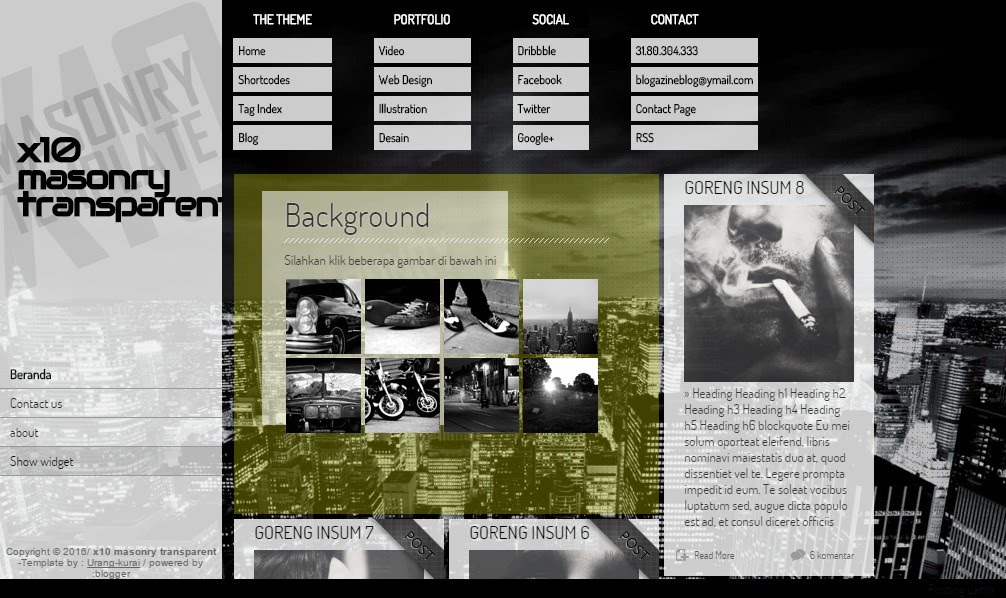 MASONRY
TEMPLATE
x10
masonry
transparent
Beranda
Contact us
about
Show widget
Copyright © 2016/ x10 masonry transparent
-Template by : Urang-kurai / powered by
:blogger
THE THEME
Home
Shortcodes
Tag Index
Blog
PORTFOLIO
Video
Web Design
Illustration
Desain
SOCIAL
Dribbble
Facebook
Twitter
Google+
CONTACT
31.80.304.333
blogazineblog@ymail.com
Contact Page
RSS
Background
Silahkan klik beberapa gambar di bawah ini
GORENG INSUM 8
POST
» Heading Heading h1 Heading h2
Heading h3 Heading h4 Heading
h5 Heading h6 blockquote Eu mei
solum oporteat eleifend, libris
nominavi maiestatis duo at, quod
dissentiet vel te. Legere prompta
impedit id eum. Te soleat vocibus
luptatum sed, augue dicta populo
est ad, et consul diceret officiis
Read More
6 komentar
GORENG INSUM 7
POST
GORENG INSUM 6
POST